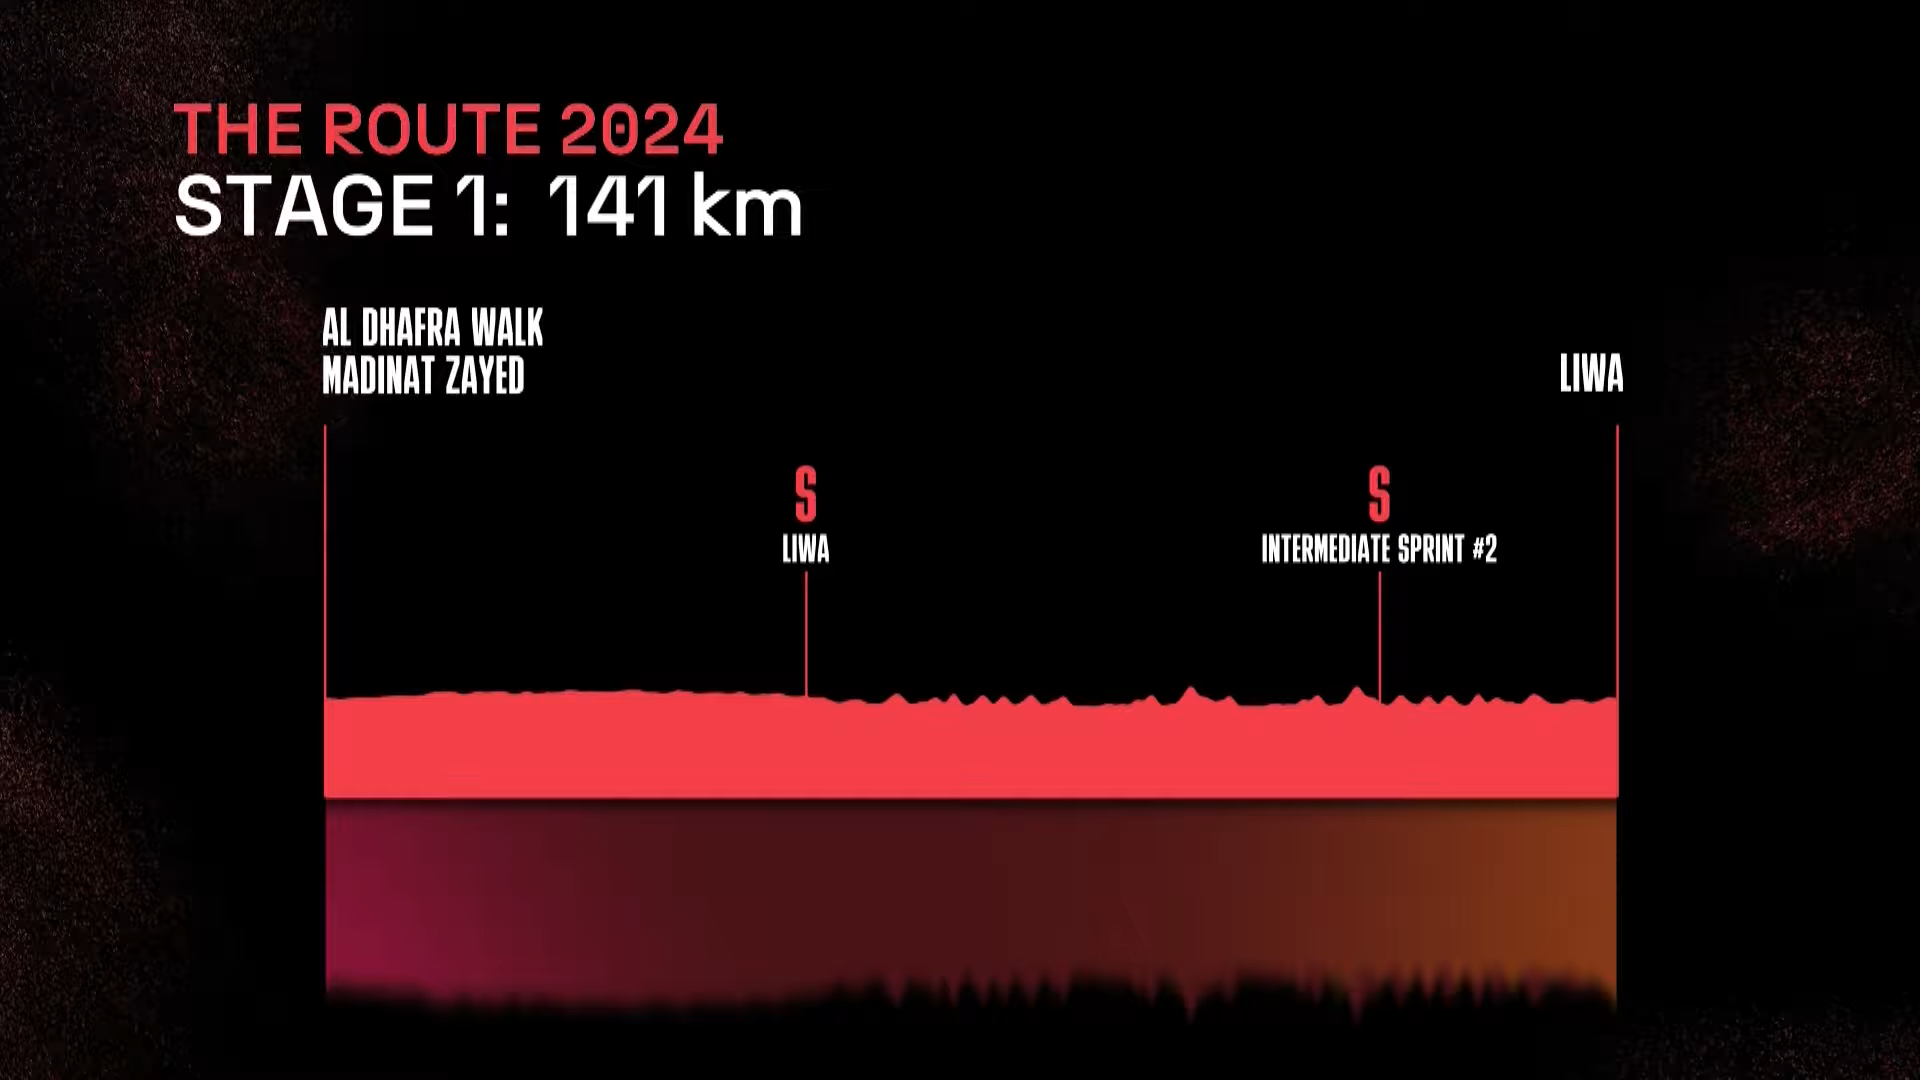 THE ROUTE 2024
STAGE 1: 141 km
AL DHAFRA WALK
MADINAT ZAYED
LIWA
S
LIWA
S
INTERMEDIATE SPRINT #2